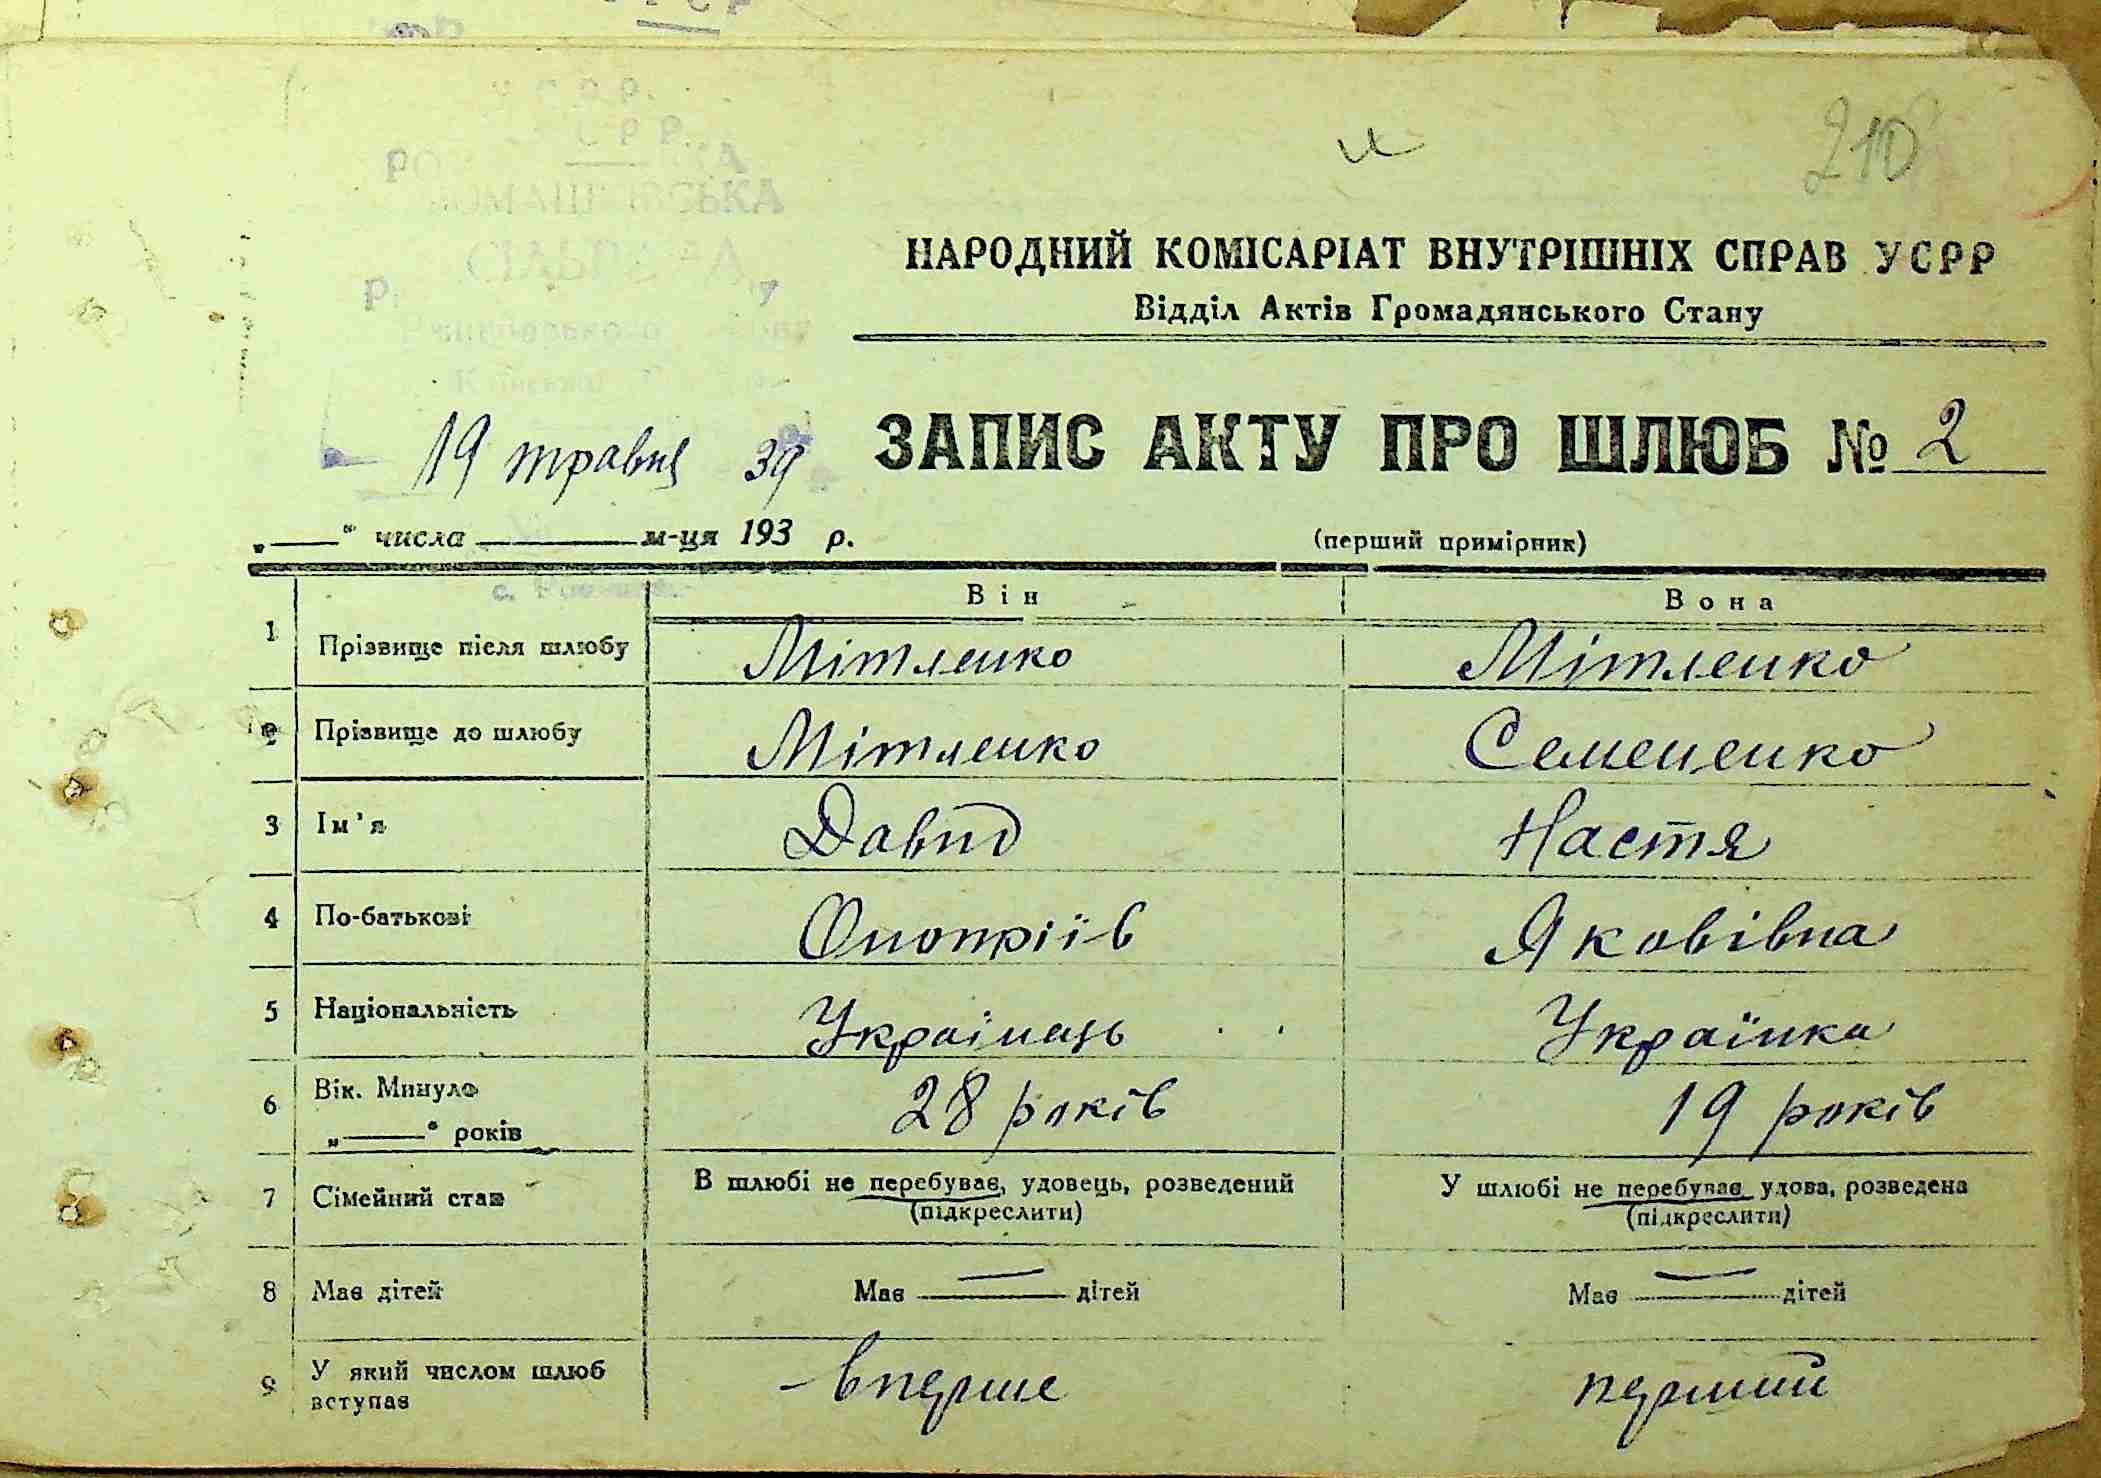 210
НАРОДНИЙ КОМІСАРІАТ ВНУТРІШНІХ СПРАВ УСРР
Відділ Актів Громадянського Стану
ЗАПИС АКТУ ПРО ШЛЮБ № 2
19 травня 39
„——" числа ———— м-ця 193 р.
(перший примірник)
Він
Вона
1 Прізвище після шлюбу Мітленко Мітленко
2 Прізвище до шлюбу Мітленко Семененко
3 Ім'я Давид Настя
4 По-батькові Онопріїв Яковівна
5 Національність Українець Українка
6 Вік. Минуло „——" років 28 років 19 років
7 Сімейний стан В шлюбі не перебував, удовець, розведений (підкреслити) У шлюбі не перебуває удова, розведена (підкреслити)
8 Має дітей Має — дітей Має — дітей
9 У який числом шлюб вступає - вперше перший